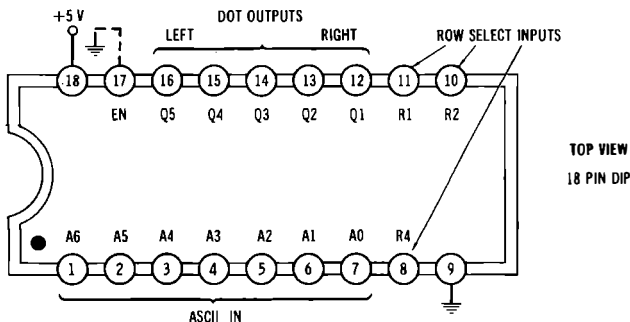 +5 V
DOT OUTPUTS
LEFT RIGHT
ROW SELECT INPUTS
18 17 16 15 14 13 12 11 10
EN Q5 Q4 Q3 Q2 Q1 R1 R2
TOP VIEW
18 PIN DIP
A6 A5 A4 A3 A2 A1 A0 R4
1 2 3 4 5 6 7 8 9
ASCII IN